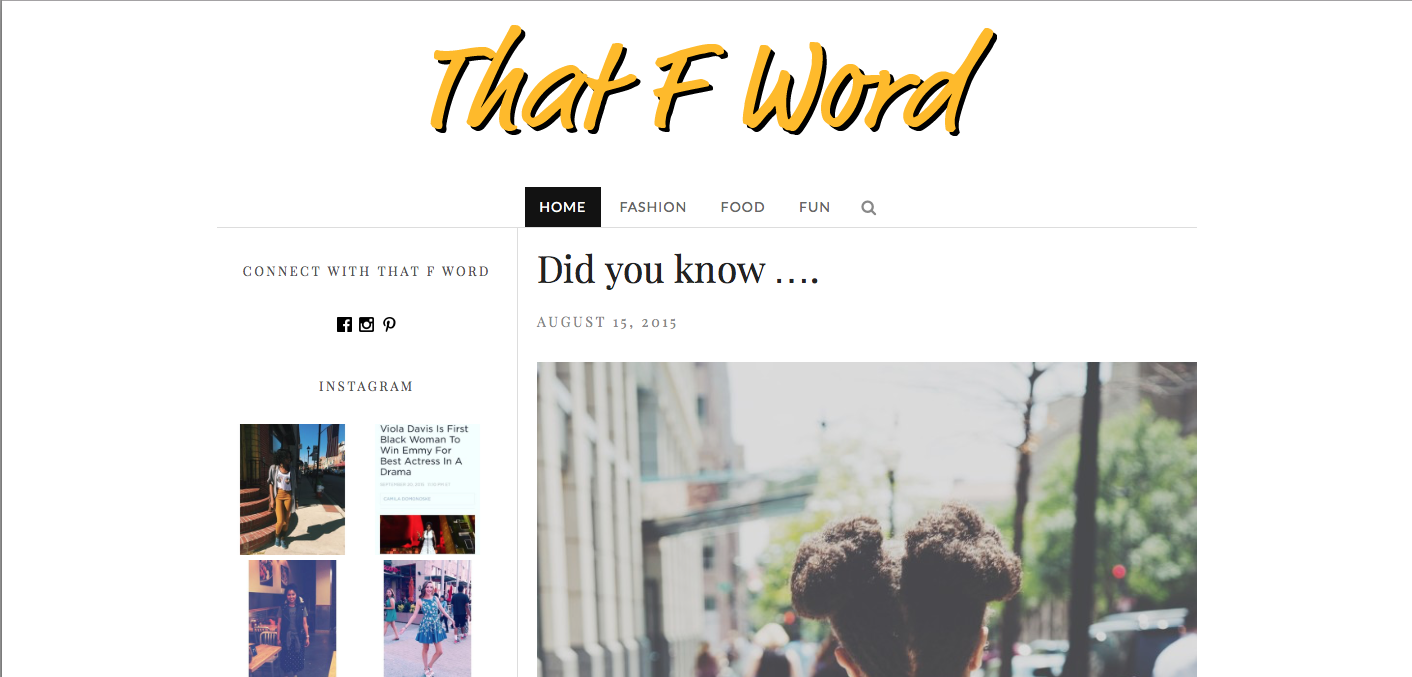 That F Word
HOME FASHION FOOD FUN
CONNECT WITH THAT F WORD
INSTAGRAM
Viola Davis Is First
Black Woman To
Win Emmy For
Best Actress In A
Drama
Did you know ….
AUGUST 15, 2015